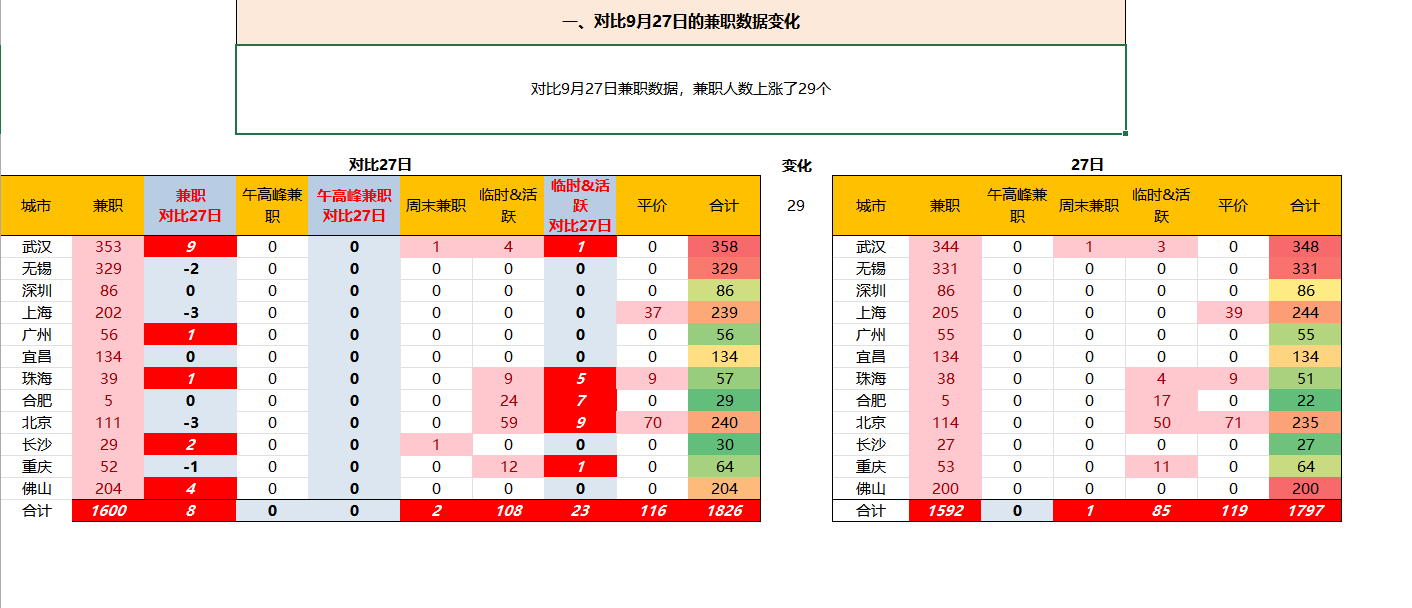 一、对比9月27日的兼职数据变化
对比9月27日兼职数据，兼职人数上涨了29个
对比27日 变化 27日
城市 兼职 兼职 对比27日 午高峰兼职 午高峰兼职 对比27日 周末兼职 临时&活跃 临时&活跃 对比27日 平价 合计 29 城市 兼职 午高峰兼职 周末兼职 临时&活跃 平价 合计
武汉 353 9 0 0 1 4 1 0 358 武汉 344 0 1 3 0 348
无锡 329 -2 0 0 0 0 0 0 329 无锡 331 0 0 0 0 331
深圳 86 0 0 0 0 0 0 0 86 深圳 86 0 0 0 0 86
上海 202 -3 0 0 0 0 0 37 239 上海 205 0 0 0 39 244
广州 56 1 0 0 0 0 0 0 56 广州 55 0 0 0 0 55
宜昌 134 0 0 0 0 0 0 0 134 宜昌 134 0 0 0 0 134
珠海 39 1 0 0 0 9 5 9 57 珠海 38 0 0 4 9 51
合肥 5 0 0 0 0 24 7 0 29 合肥 5 0 0 17 0 22
北京 111 -3 0 0 0 59 9 70 240 北京 114 0 0 50 71 235
长沙 29 2 0 0 1 0 0 0 30 长沙 27 0 0 0 0 27
重庆 52 -1 0 0 0 12 1 0 64 重庆 53 0 0 11 0 64
佛山 204 4 0 0 0 0 0 0 204 佛山 200 0 0 0 0 200
合计 1600 8 0 0 2 108 23 116 1826 合计 1592 0 1 85 119 1797